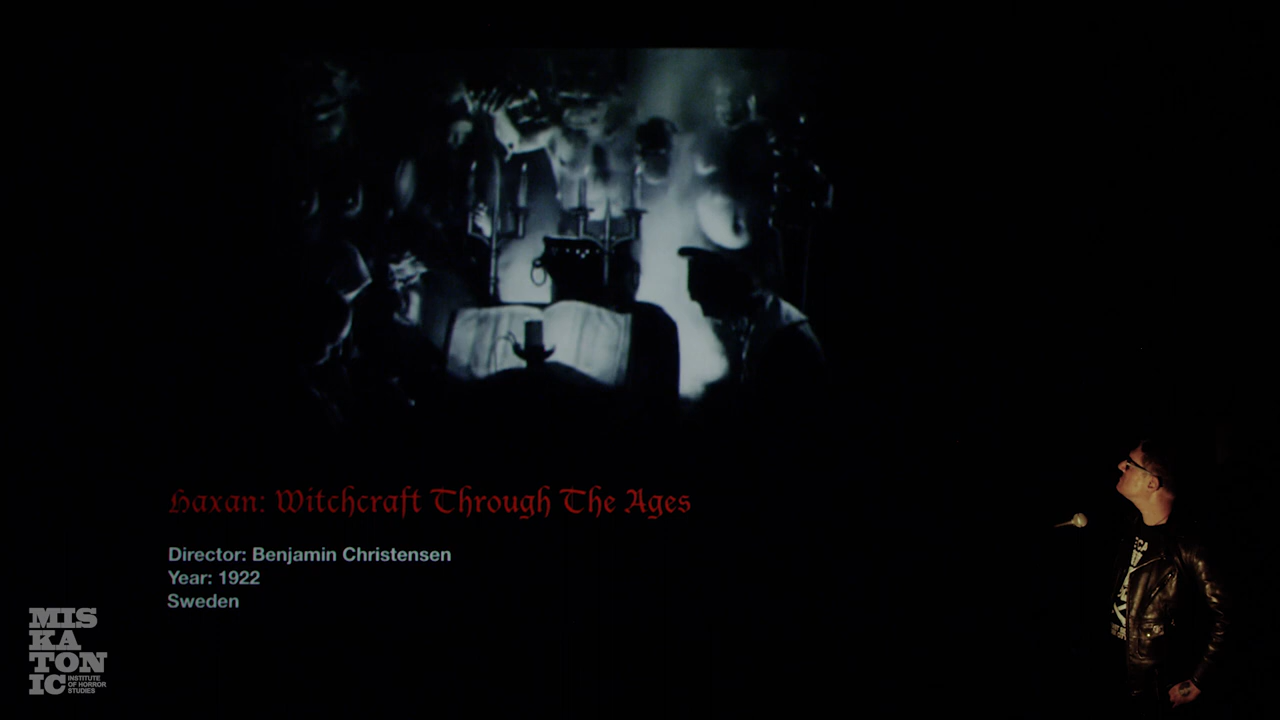 Haxan: Witchcraft Through The Ages
Director: Benjamin Christensen
Year: 1922
Sweden
MIS
KA
TON
IC INSTITUTE
OF HORROR
STUDIES